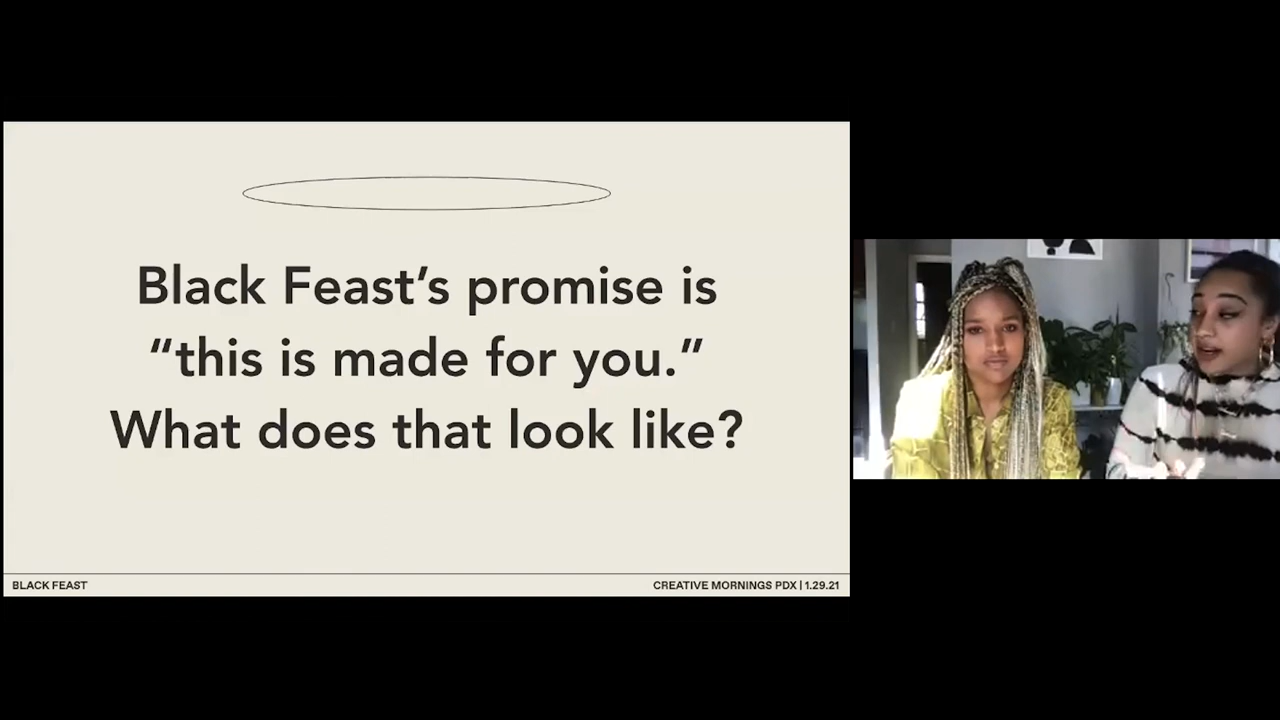 Black Feast’s promise is
“this is made for you.”
What does that look like?
BLACK FEAST
CREATIVE MORNINGS PDX | 1.29.21